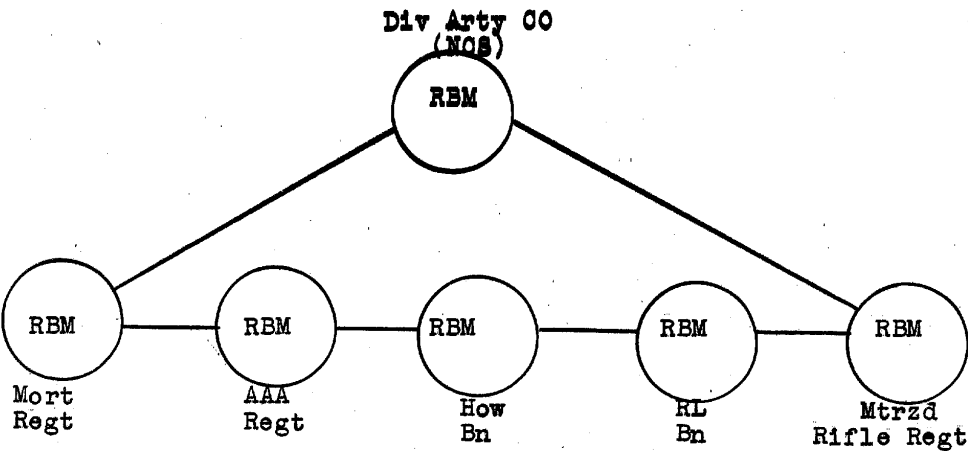 Div Arty CO
(NCS)
RBM
RBM RBM RBM RBM RBM
Mort AAA How RL Mtrzd
Regt Regt Bn Bn Rifle Regt